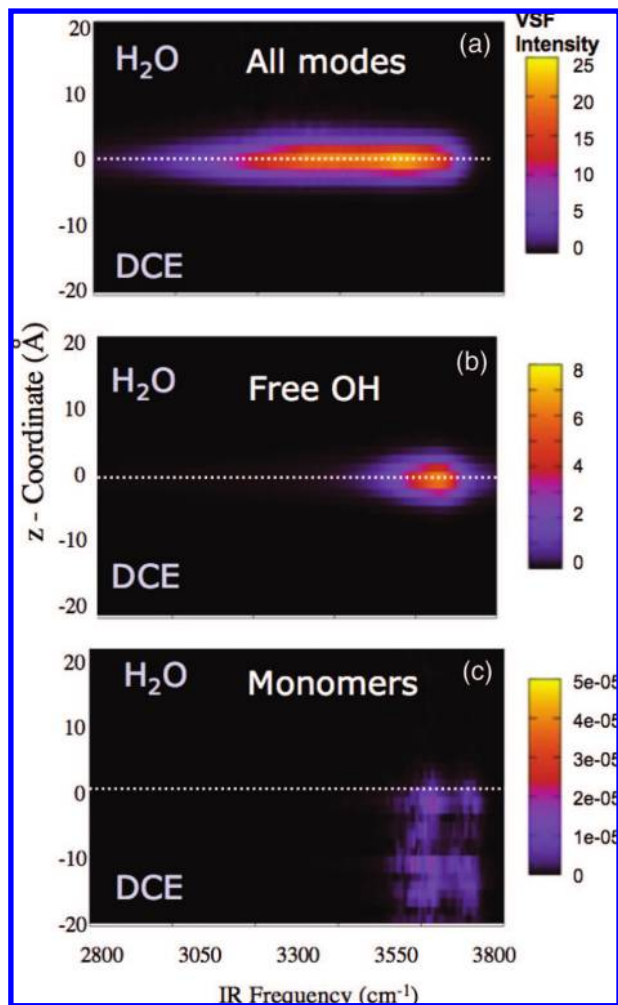 VSF
Intensity
H₂O All modes (a)
20
10
0
-10
-20
DCE
25
20
15
10
5
0
H₂O Free OH (b)
20
10
0
-10
-20
DCE
8
6
4
2
0
z - Coordinate (Å)
H₂O Monomers (c)
20
10
0
-10
-20
DCE
5e-05
4e-05
3e-05
2e-05
1e-05
0
2800 3050 3300 3550 3800
IR Frequency (cm⁻¹)